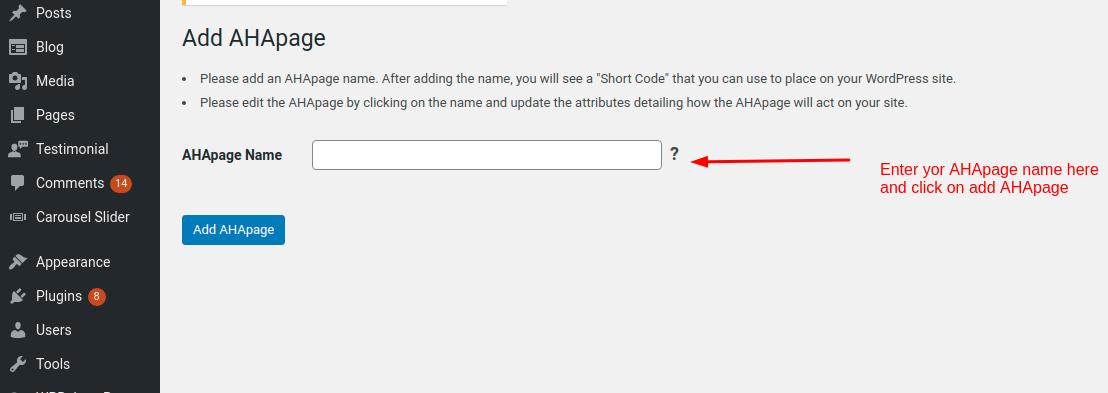 Posts
Blog
Media
Pages
Testimonial
Comments 14
Carousel Slider
Appearance
Plugins 8
Users
Tools
Add AHApage
• Please add an AHApage name. After adding the name, you will see a "Short Code" that you can use to place on your WordPress site.
• Please edit the AHApage by clicking on the name and update the attributes detailing how the AHApage will act on your site.
AHApage Name ?
Enter yor AHApage name here
and click on add AHApage
Add AHApage